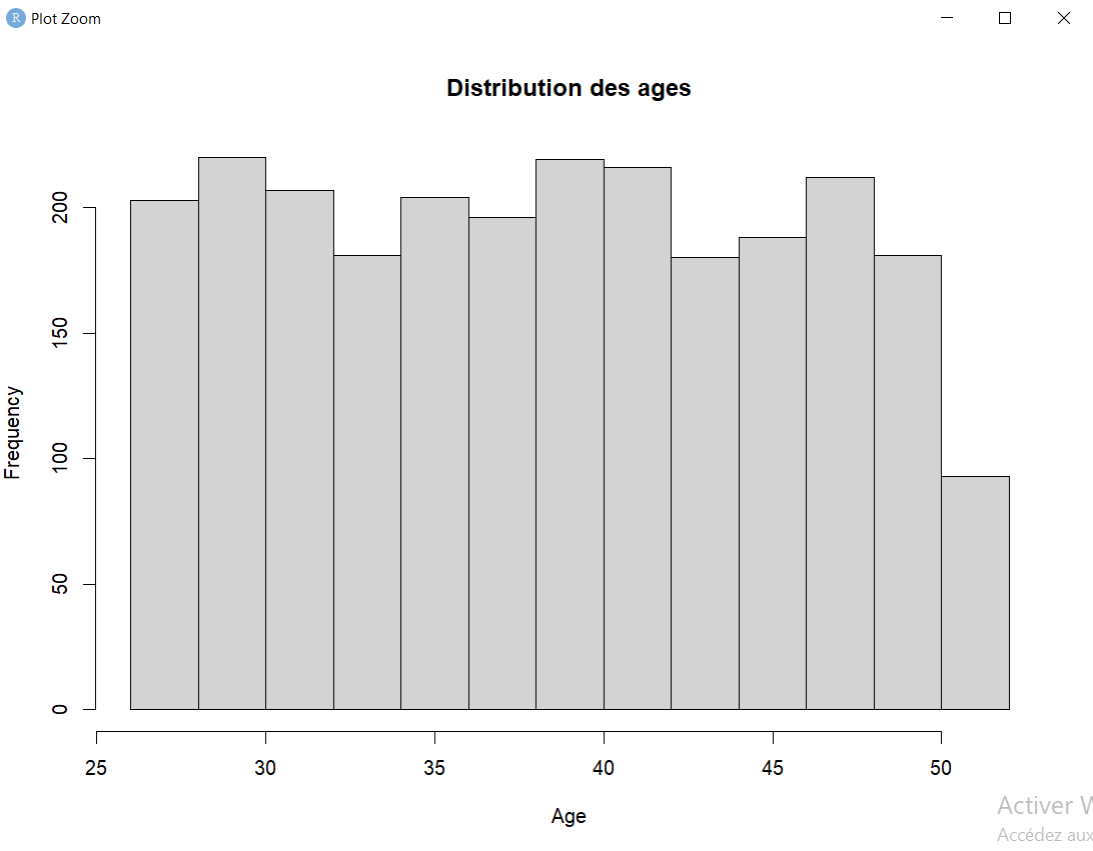 R Plot Zoom
Distribution des ages
Frequency
200
150
100
50
0
25 30 35 40 45 50
Age
Activer W
Accédez aux